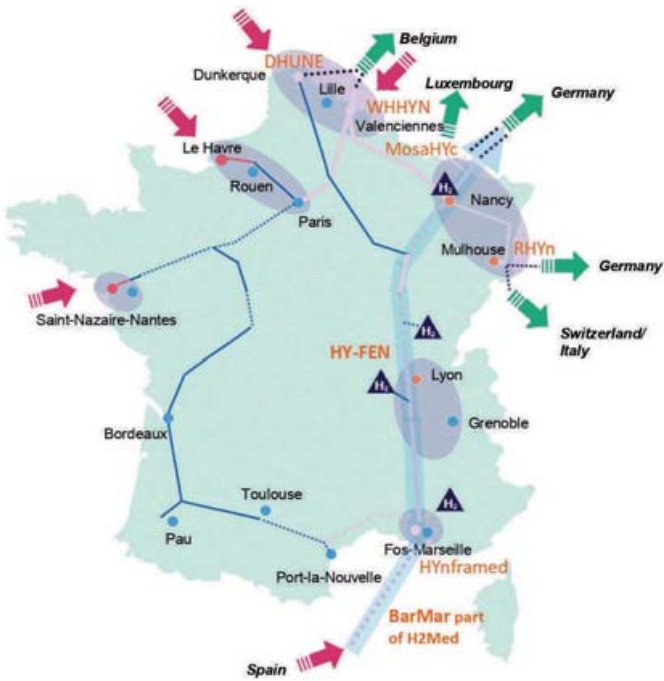 Belgium
DHUNE
Dunkerque
Lille
WHHYN
Luxembourg
Germany
Valenciennes
MosaHYc
Le Havre
Rouen
H₂
Nancy
Paris
Mulhouse
RHYn
Germany
Saint-Nazaire-Nantes
H₂
Switzerland/
Italy
HY-FEN
Lyon
H₂
Grenoble
Bordeaux
Toulouse
H₂
Pau
Fos-Marseille
Port-la-Nouvelle
HYnframed
BarMar part
of H2Med
Spain